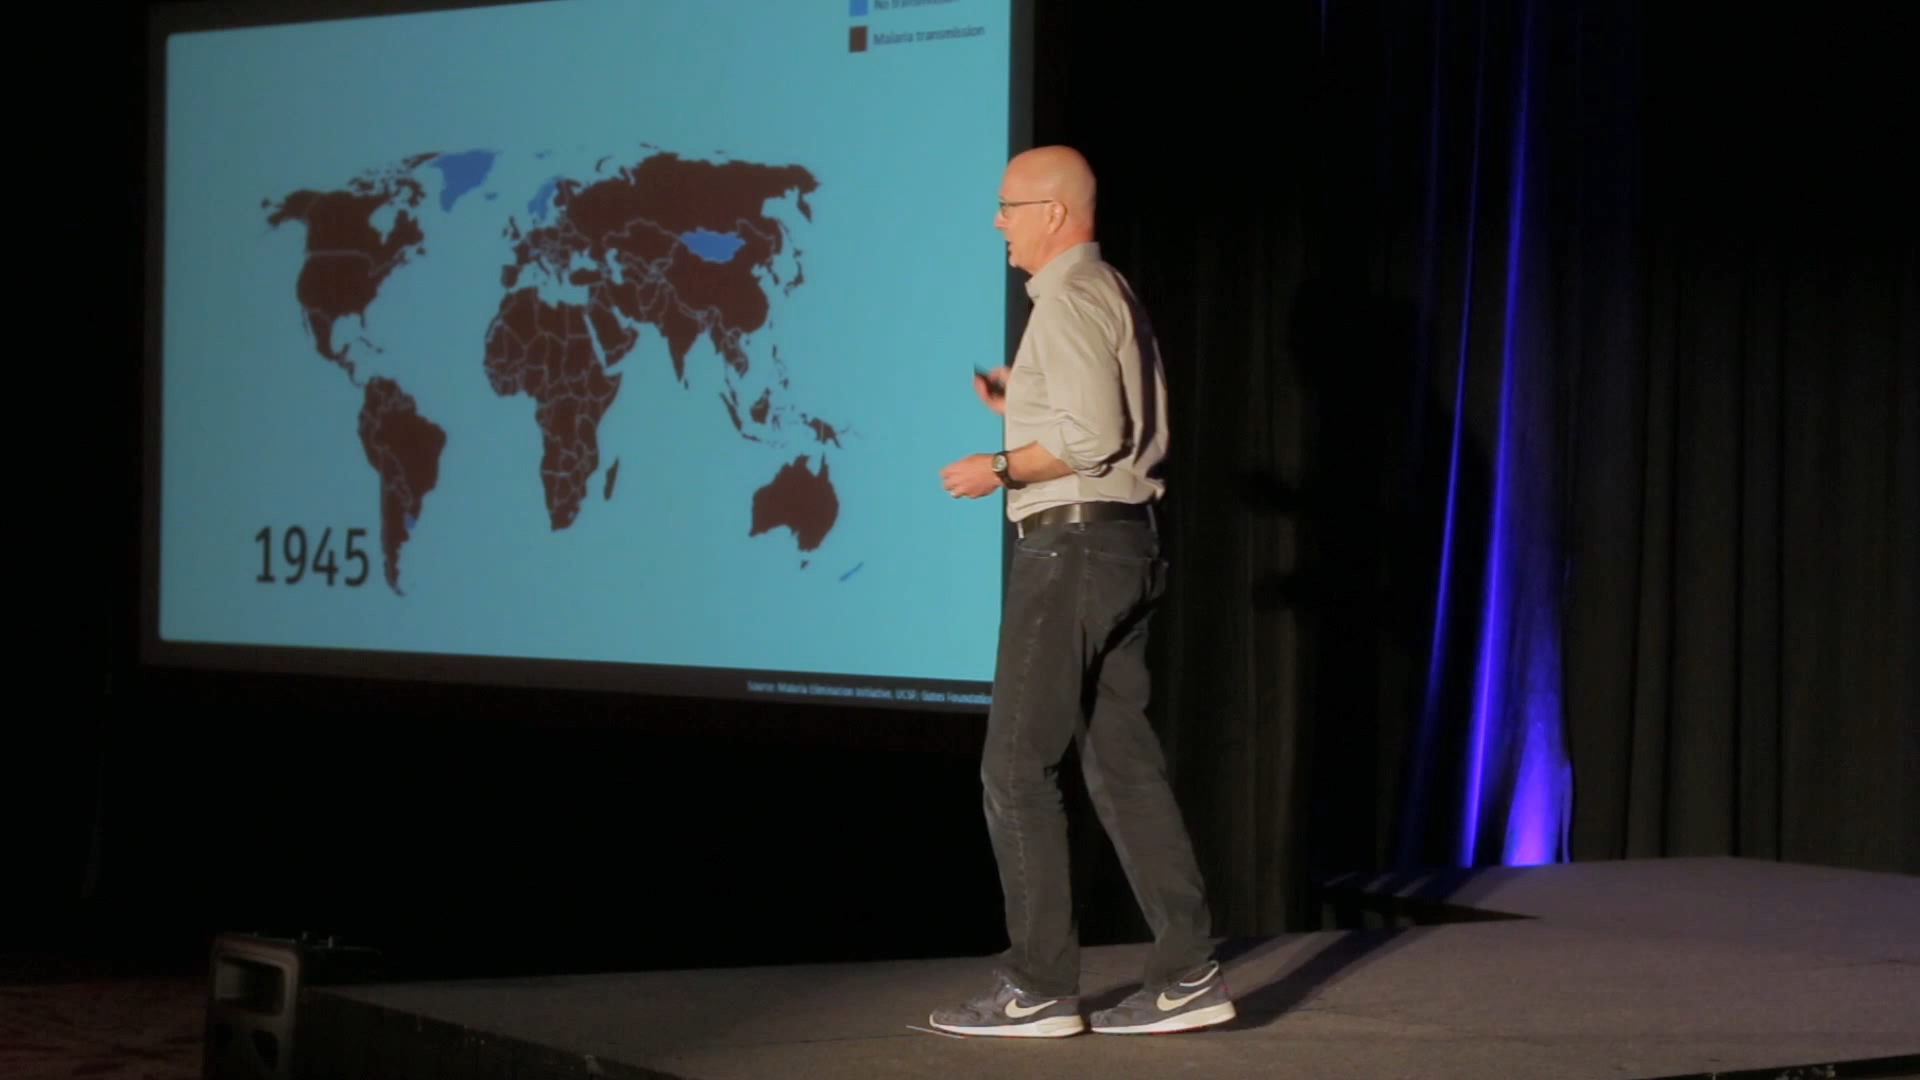 No transmission
Malaria transmission
1945
Source: Malaria Elimination Initiative, UCSF; Gates Foundation